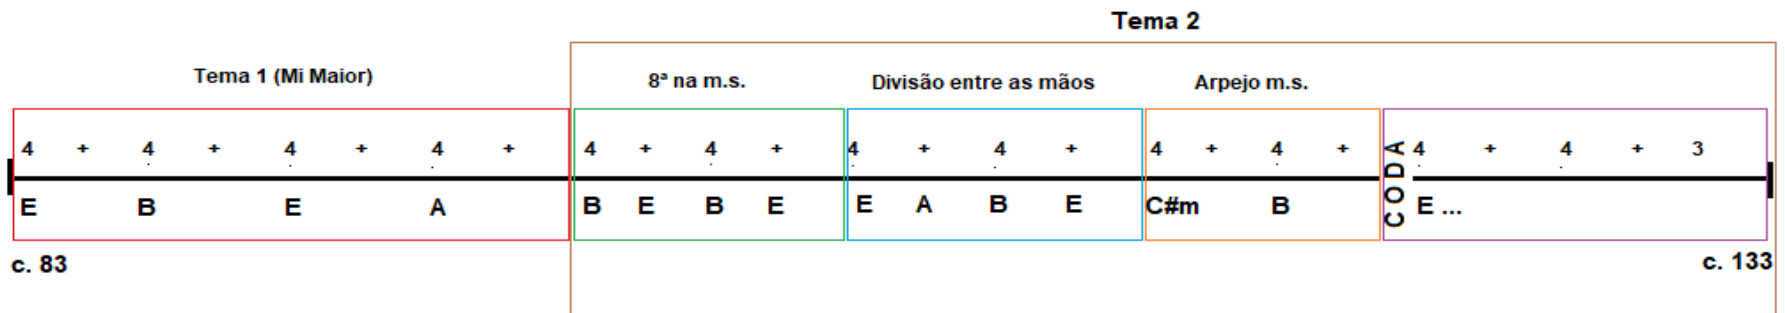 Tema 2
Tema 1 (Mi Maior)
8ª na m.s.
Divisão entre as mãos
Arpejo m.s.
4 + 4 + 4 + 4 + 4 + 4 + 4 + 4 + 4 + 4 + 4 + 4 + 3
CODA
E B E A B E B E E A B E C#m B E ...
c. 83
c. 133